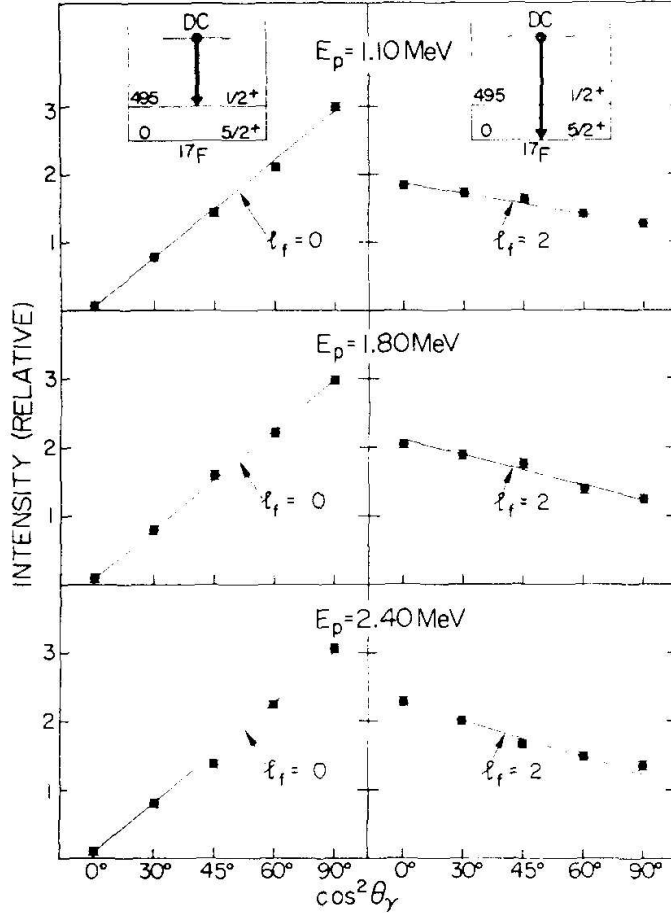 DC
DC
E_p = 1.10 MeV
495 1/2+
0 5/2+
17F
495 1/2+
0 5/2+
17F
3
2
1
ℓ_f = 0
ℓ_f = 2
E_p = 1.80 MeV
3
2
1
ℓ_f = 0
ℓ_f = 2
E_p = 2.40 MeV
3
2
1
ℓ_f = 0
ℓ_f = 2
INTENSITY (RELATIVE)
0° 30° 45° 60° 90° 0° 30° 45° 60° 90°
cos²θ_γ